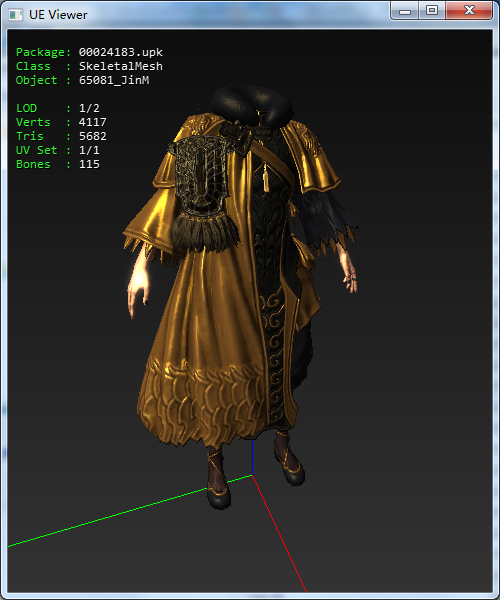 UE Viewer
Package: 00024183.upk
Class : SkeletalMesh
Object : 65081_JinM
LOD : 1/2
Verts : 4117
Tris : 5682
UV Set : 1/1
Bones : 115